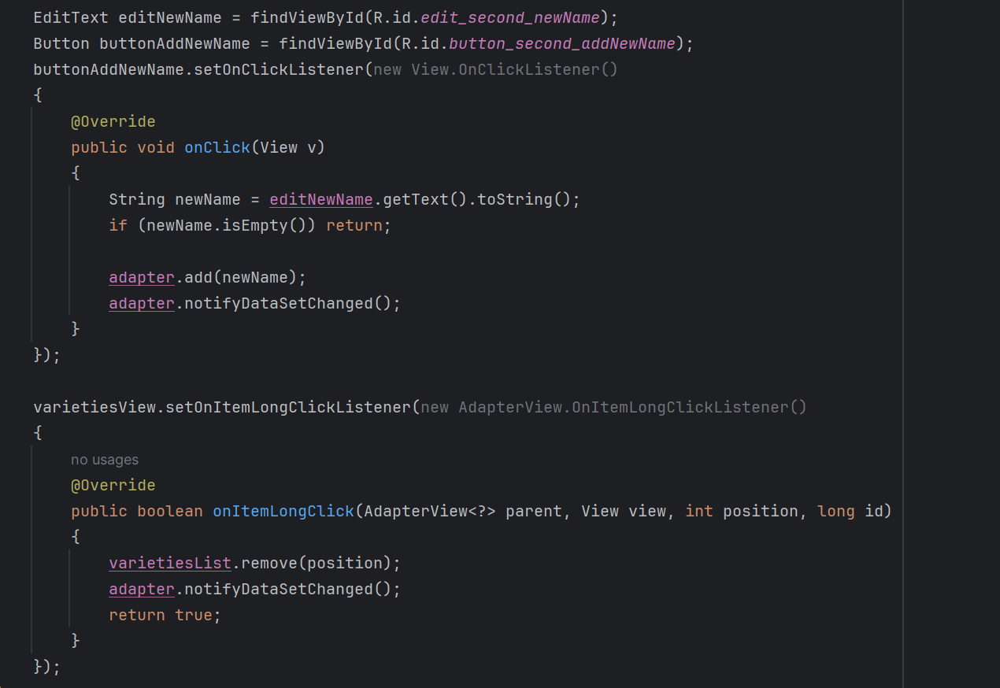 EditText editNewName = findViewById(R.id.edit_second_newName);
Button buttonAddNewName = findViewById(R.id.button_second_addNewName);
buttonAddNewName.setOnClickListener(new View.OnClickListener()
{
@Override
public void onClick(View v)
{
String newName = editNewName.getText().toString();
if (newName.isEmpty()) return;
adapter.add(newName);
adapter.notifyDataSetChanged();
}
});
varietiesView.setOnItemLongClickListener(new AdapterView.OnItemLongClickListener()
{
no usages
@Override
public boolean onItemLongClick(AdapterView<?> parent, View view, int position, long id)
{
varietiesList.remove(position);
adapter.notifyDataSetChanged();
return true;
}
});